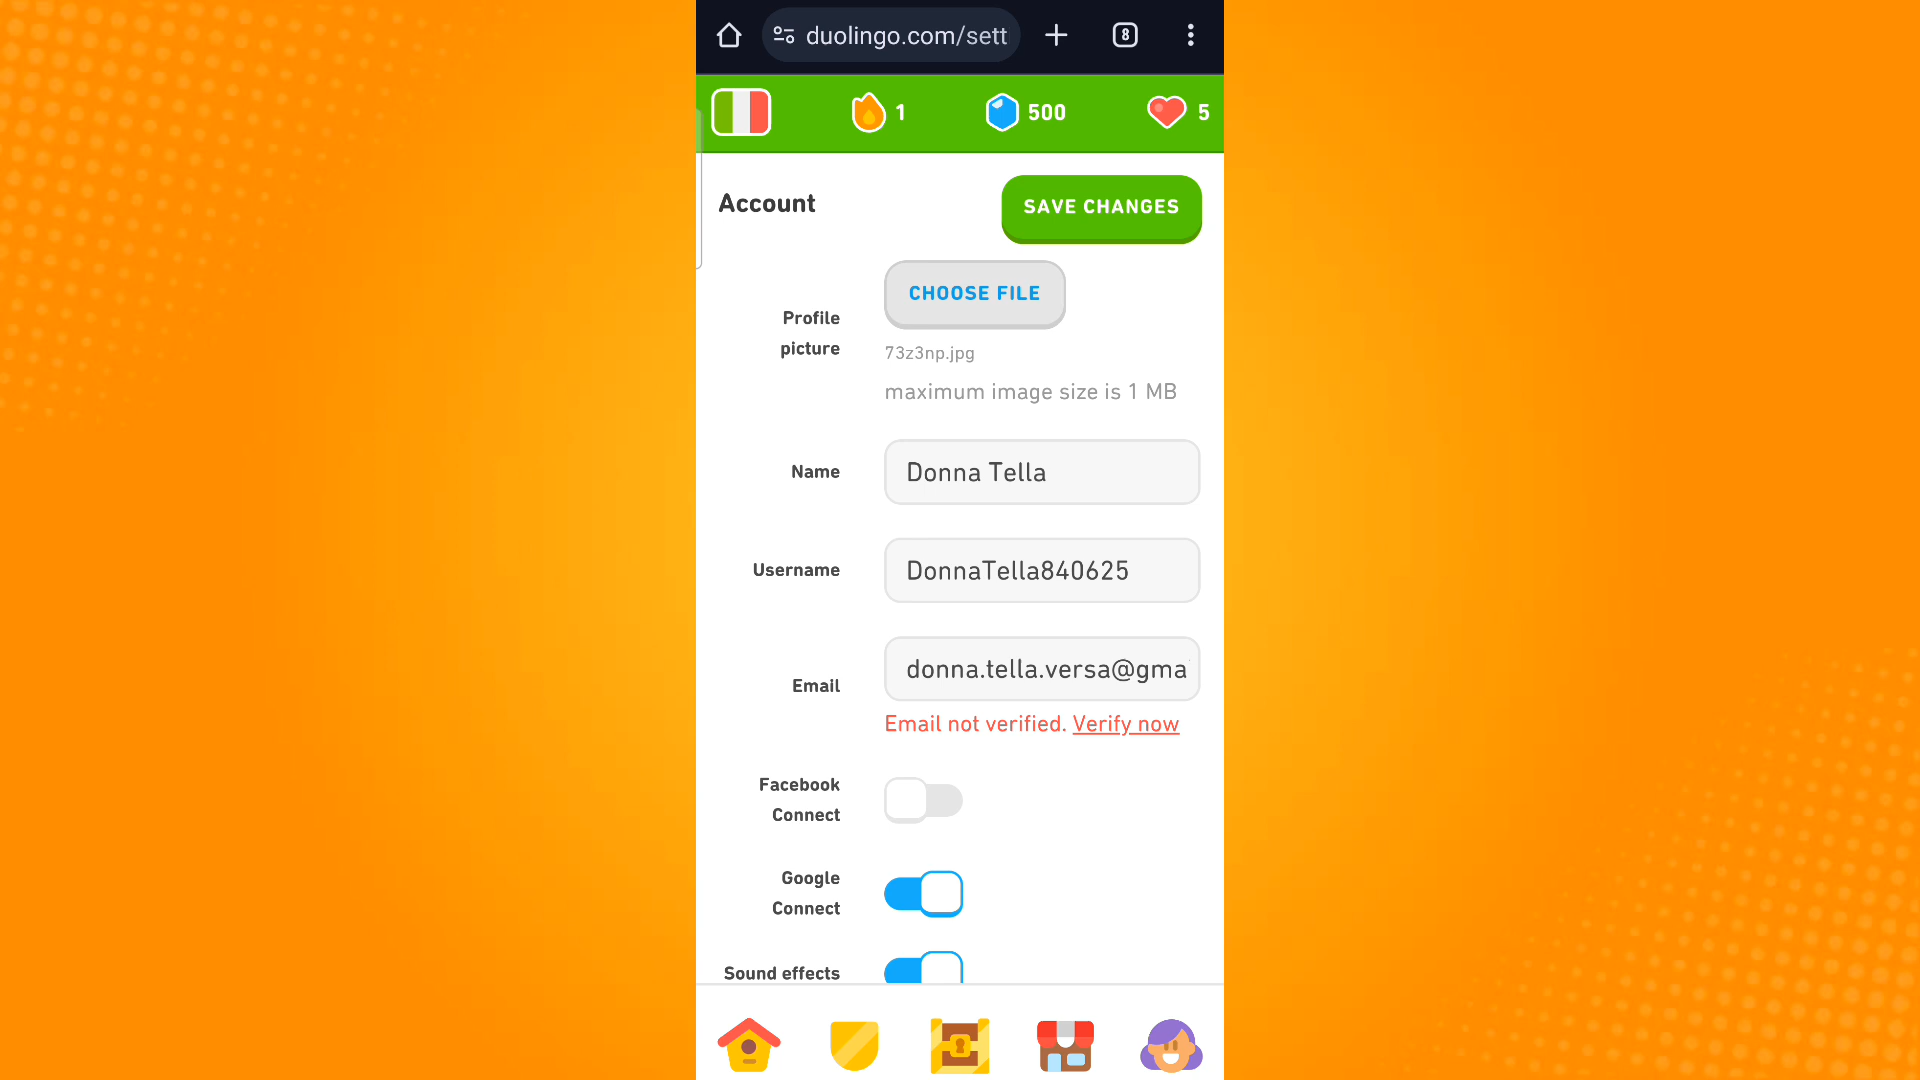 duolingo.com/sett
8
1
500
5
Account
SAVE CHANGES
CHOOSE FILE
Profile
picture
73z3np.jpg
maximum image size is 1 MB
Name
Donna Tella
Username
DonnaTella840625
Email
donna.tella.versa@gma
Email not verified. Verify now
Facebook
Connect
Google
Connect
Sound effects